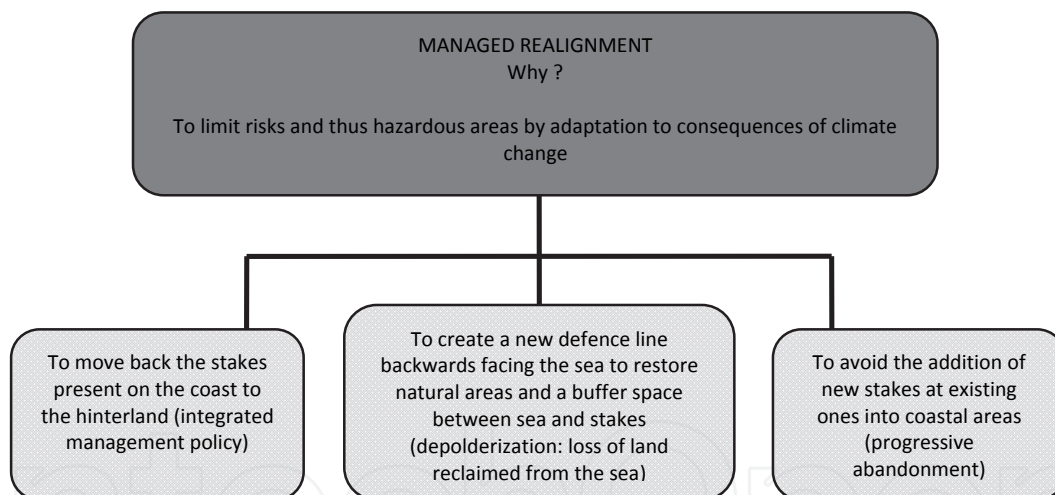 MANAGED REALIGNMENT
Why ?
To limit risks and thus hazardous areas by adaptation to consequences of climate
change
To move back the stakes
present on the coast to
the hinterland (integrated
management policy)
To create a new defence line
backwards facing the sea to restore
natural areas and a buffer space
between sea and stakes
(depolderization: loss of land
reclaimed from the sea)
To avoid the addition of
new stakes at existing
ones into coastal areas
(progressive
abandonment)